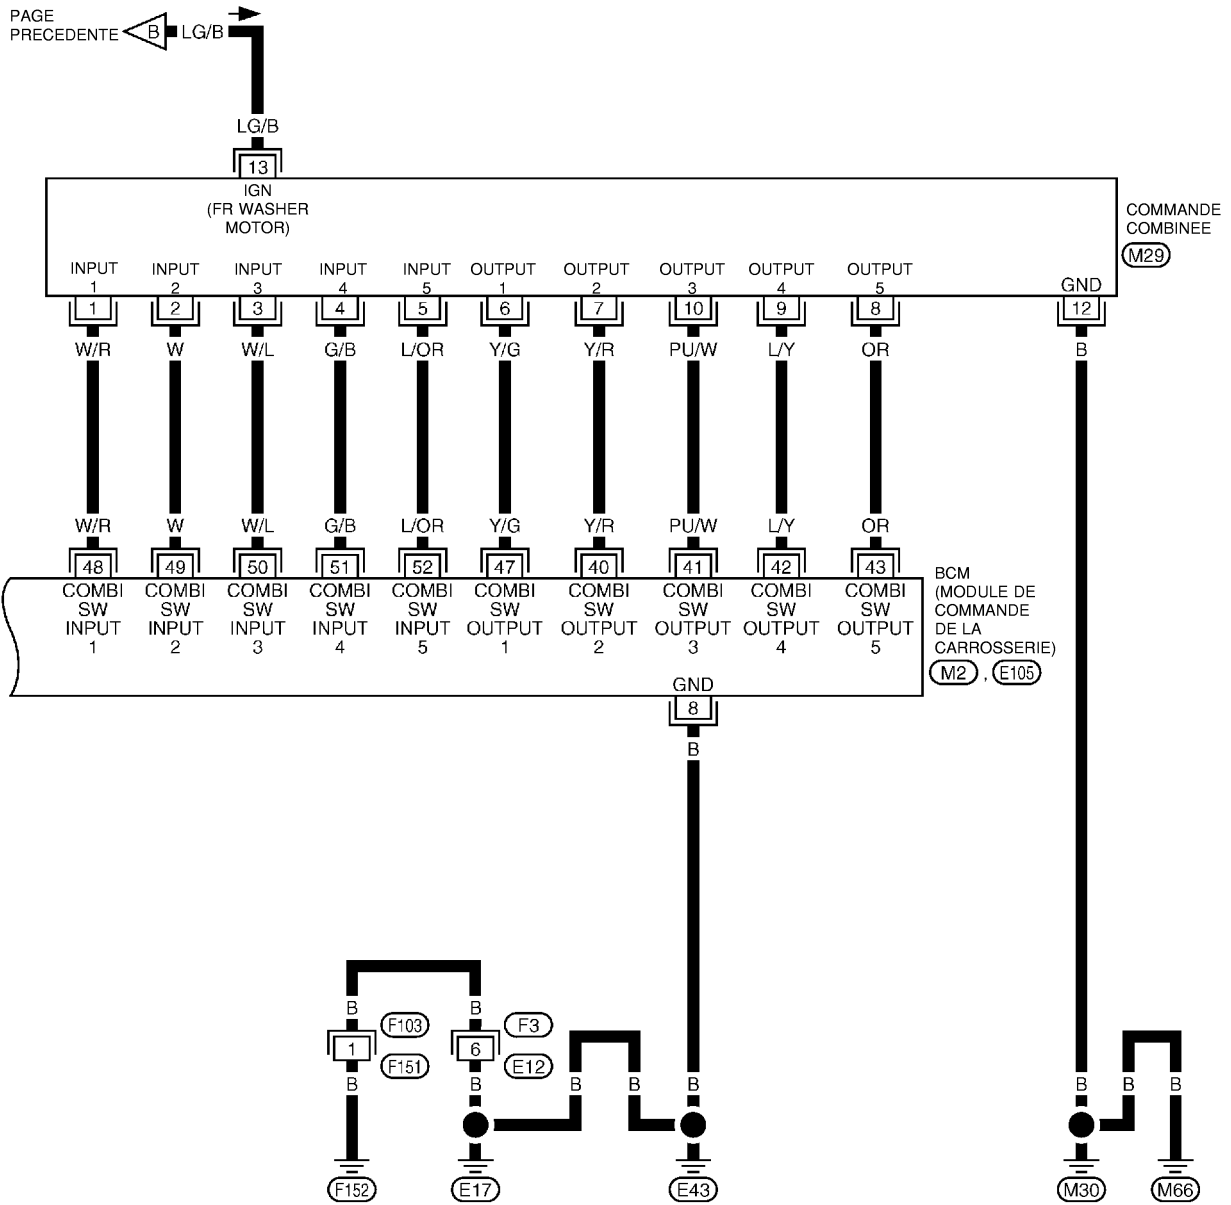 PAGE
PRECEDENTE
B
LG/B
LG/B
13
IGN
(FR WASHER
MOTOR)
COMMANDE
COMBINEE
M29
INPUT INPUT INPUT INPUT INPUT OUTPUT OUTPUT OUTPUT OUTPUT OUTPUT
1 2 3 4 5 1 2 3 4 5 GND
1 2 3 4 5 6 7 10 9 8 12
W/R W W/L G/B L/OR Y/G Y/R PU/W L/Y OR B
W/R W W/L G/B L/OR Y/G Y/R PU/W L/Y OR
48 49 50 51 52 47 40 41 42 43
COMBI COMBI COMBI COMBI COMBI COMBI COMBI COMBI COMBI COMBI
SW SW SW SW SW SW SW SW SW SW
INPUT INPUT INPUT INPUT INPUT OUTPUT OUTPUT OUTPUT OUTPUT OUTPUT
1 2 3 4 5 1 2 3 4 5
BCM
(MODULE DE
COMMANDE
DE LA
CARROSSERIE)
M2 , E105
GND
8
B
B B
F103 F3
1 6
F151 E12
B B B B B B B B
F152 E17 E43 M30 M66